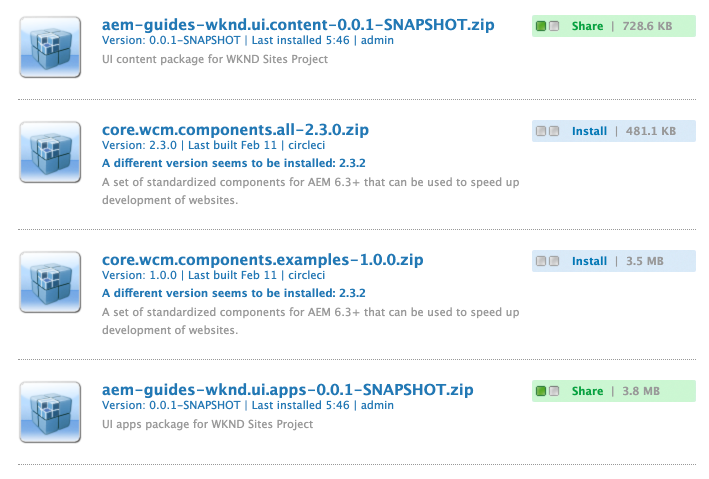 aem-guides-wknd.ui.content-0.0.1-SNAPSHOT.zip
Share | 728.6 KB
Version: 0.0.1-SNAPSHOT | Last installed 5:46 | admin
UI content package for WKND Sites Project
core.wcm.components.all-2.3.0.zip
Install | 481.1 KB
Version: 2.3.0 | Last built Feb 11 | circleci
A different version seems to be installed: 2.3.2
A set of standardized components for AEM 6.3+ that can be used to speed up
development of websites.
core.wcm.components.examples-1.0.0.zip
Install | 3.5 MB
Version: 1.0.0 | Last built Feb 11 | circleci
A different version seems to be installed: 2.3.2
A set of standardized components for AEM 6.3+ that can be used to speed up
development of websites.
aem-guides-wknd.ui.apps-0.0.1-SNAPSHOT.zip
Share | 3.8 MB
Version: 0.0.1-SNAPSHOT | Last installed 5:46 | admin
UI apps package for WKND Sites Project